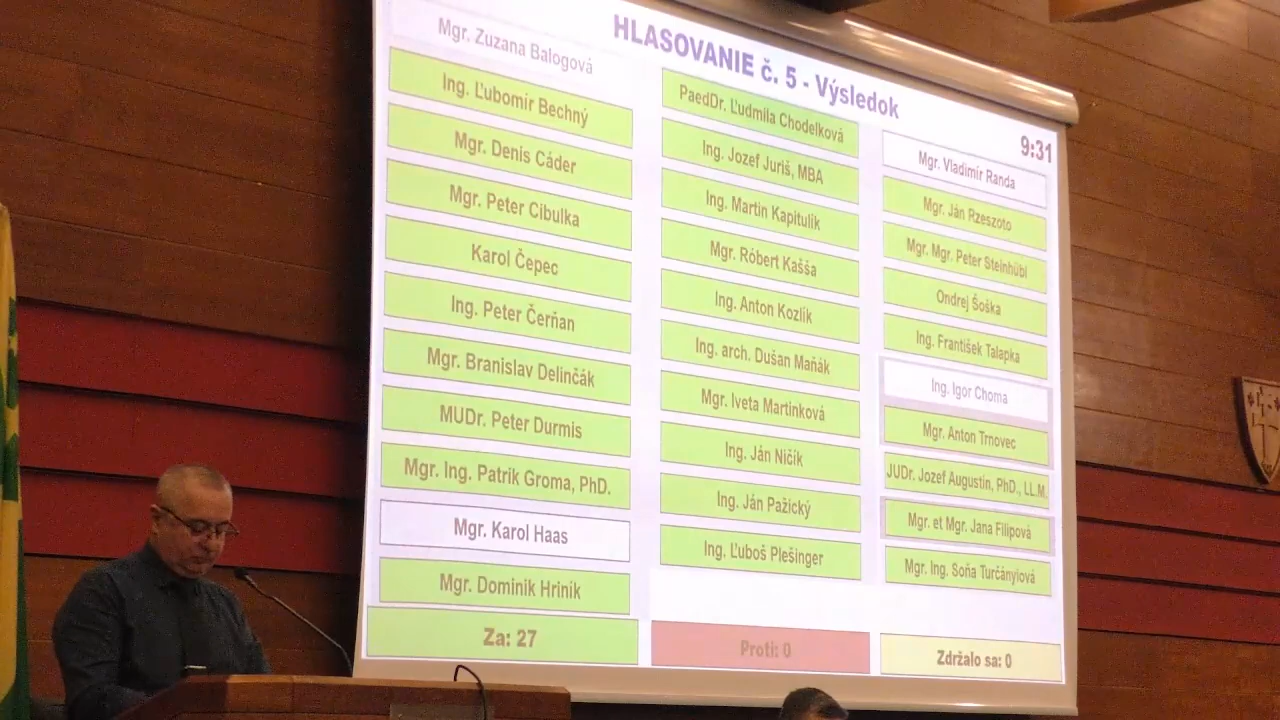 HLASOVANIE č. 5 - Výsledok
9:31
Mgr. Zuzana Balogová
Ing. Ľubomír Bechný
Mgr. Denis Cáder
Mgr. Peter Cibulka
Karol Čepec
Ing. Peter Čerňan
Mgr. Branislav Delinčák
MUDr. Peter Durmis
Mgr. Ing. Patrik Groma, PhD.
Mgr. Karol Haas
Mgr. Dominik Hriník
PaedDr. Ľudmila Chodelková
Ing. Jozef Juriš, MBA
Ing. Martin Kapitulík
Mgr. Róbert Kašša
Ing. Anton Kozlík
Ing. arch. Dušan Maňák
Mgr. Iveta Martinková
Ing. Ján Ničík
Ing. Ján Pažický
Ing. Ľuboš Plešinger
Mgr. Vladimír Randa
Mgr. Ján Rzeszoto
Mgr. Mgr. Peter Steinhübl
Ondrej Šoška
Ing. František Talapka
Ing. Igor Choma
Mgr. Anton Trnovec
JUDr. Jozef Augustín, PhD., LL.M.
Mgr. et Mgr. Jana Filipová
Mgr. Ing. Soňa Turčányiová
Za: 27
Proti: 0
Zdržalo sa: 0